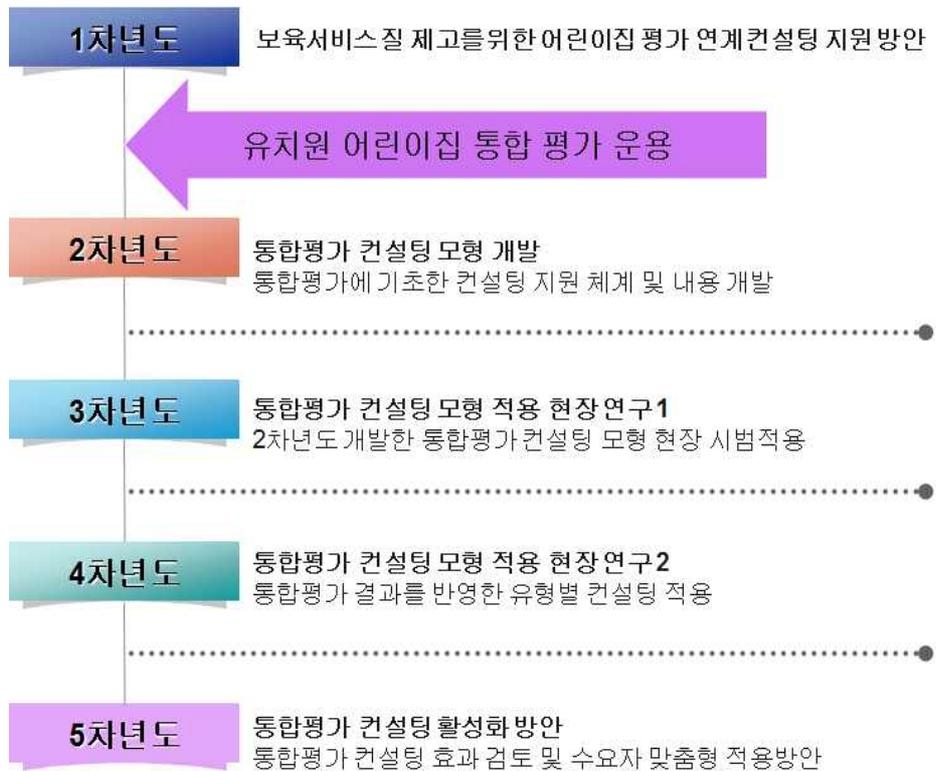 1차년도
보육서비스질 제고를위한 어린이집 평가 연계컨설팅 지원 방안
유치원 어린이집 통합 평가 운용
2차년도
통합평가 컨설팅 모형 개발
통합평가에 기초한 컨설팅 지원 체계 및 내용 개발
3차년도
통합평가 컨설팅 모형 적용 현장 연구1
2차년도 개발한 통합평가 컨설팅 모형 현장 시범적용
4차년도
통합평가 컨설팅 모형 적용 현장 연구2
통합평가 결과를 반영한 유형별 컨설팅 적용
5차년도
통합평가 컨설팅 활성화 방안
통합평가 컨설팅 효과 검토 및 수요자 맞춤형 적용방안